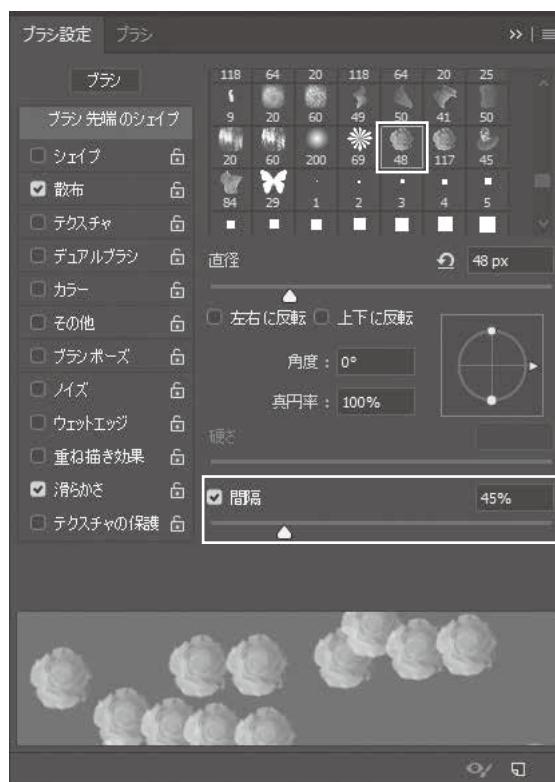 ブラシ設定 ブラシ
ブラシ
ブラシ先端のシェイプ
シェイプ
散布
テクスチャ
デュアルブラシ
カラー
その他
ブラシポーズ
ノイズ
ウェットエッジ
重ね描き効果
滑らかさ
テクスチャの保護
118 64 20 118 64 20 25
9 20 60 49 50 41 50
20 60 200 69 48 117 45
84 29 1 2 3 4 5
直径 48 px
左右に反転 上下に反転
角度: 0°
真円率: 100%
硬さ
間隔 45%